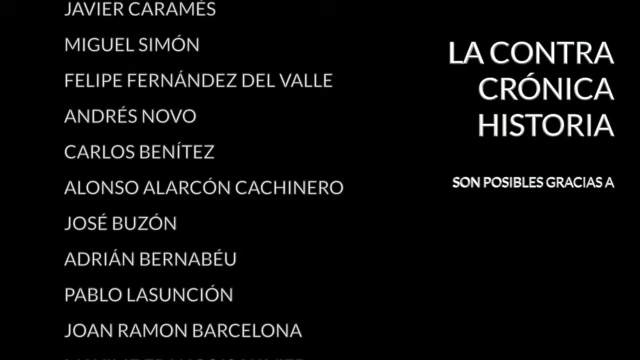 JAVIER CARAMÉS
MIGUEL SIMÓN
FELIPE FERNÁNDEZ DEL VALLE
ANDRÉS NOVO
CARLOS BENÍTEZ
ALONSO ALARCÓN CACHINERO
JOSÉ BUZÓN
ADRIÁN BERNABÉU
PABLO LASUNCIÓN
JOAN RAMON BARCELONA
LA CONTRA
CRÓNICA
HISTORIA
SON POSIBLES GRACIAS A